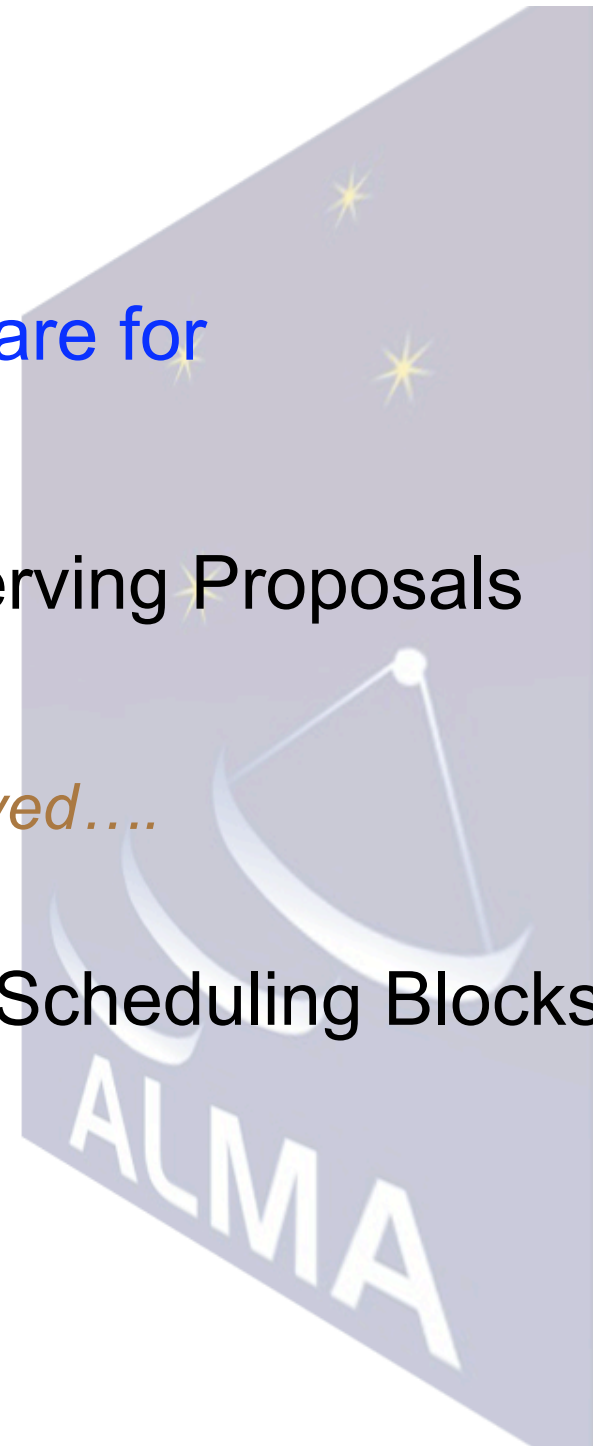 are for
erving Proposals
ved….
Scheduling Blocks
ALMA